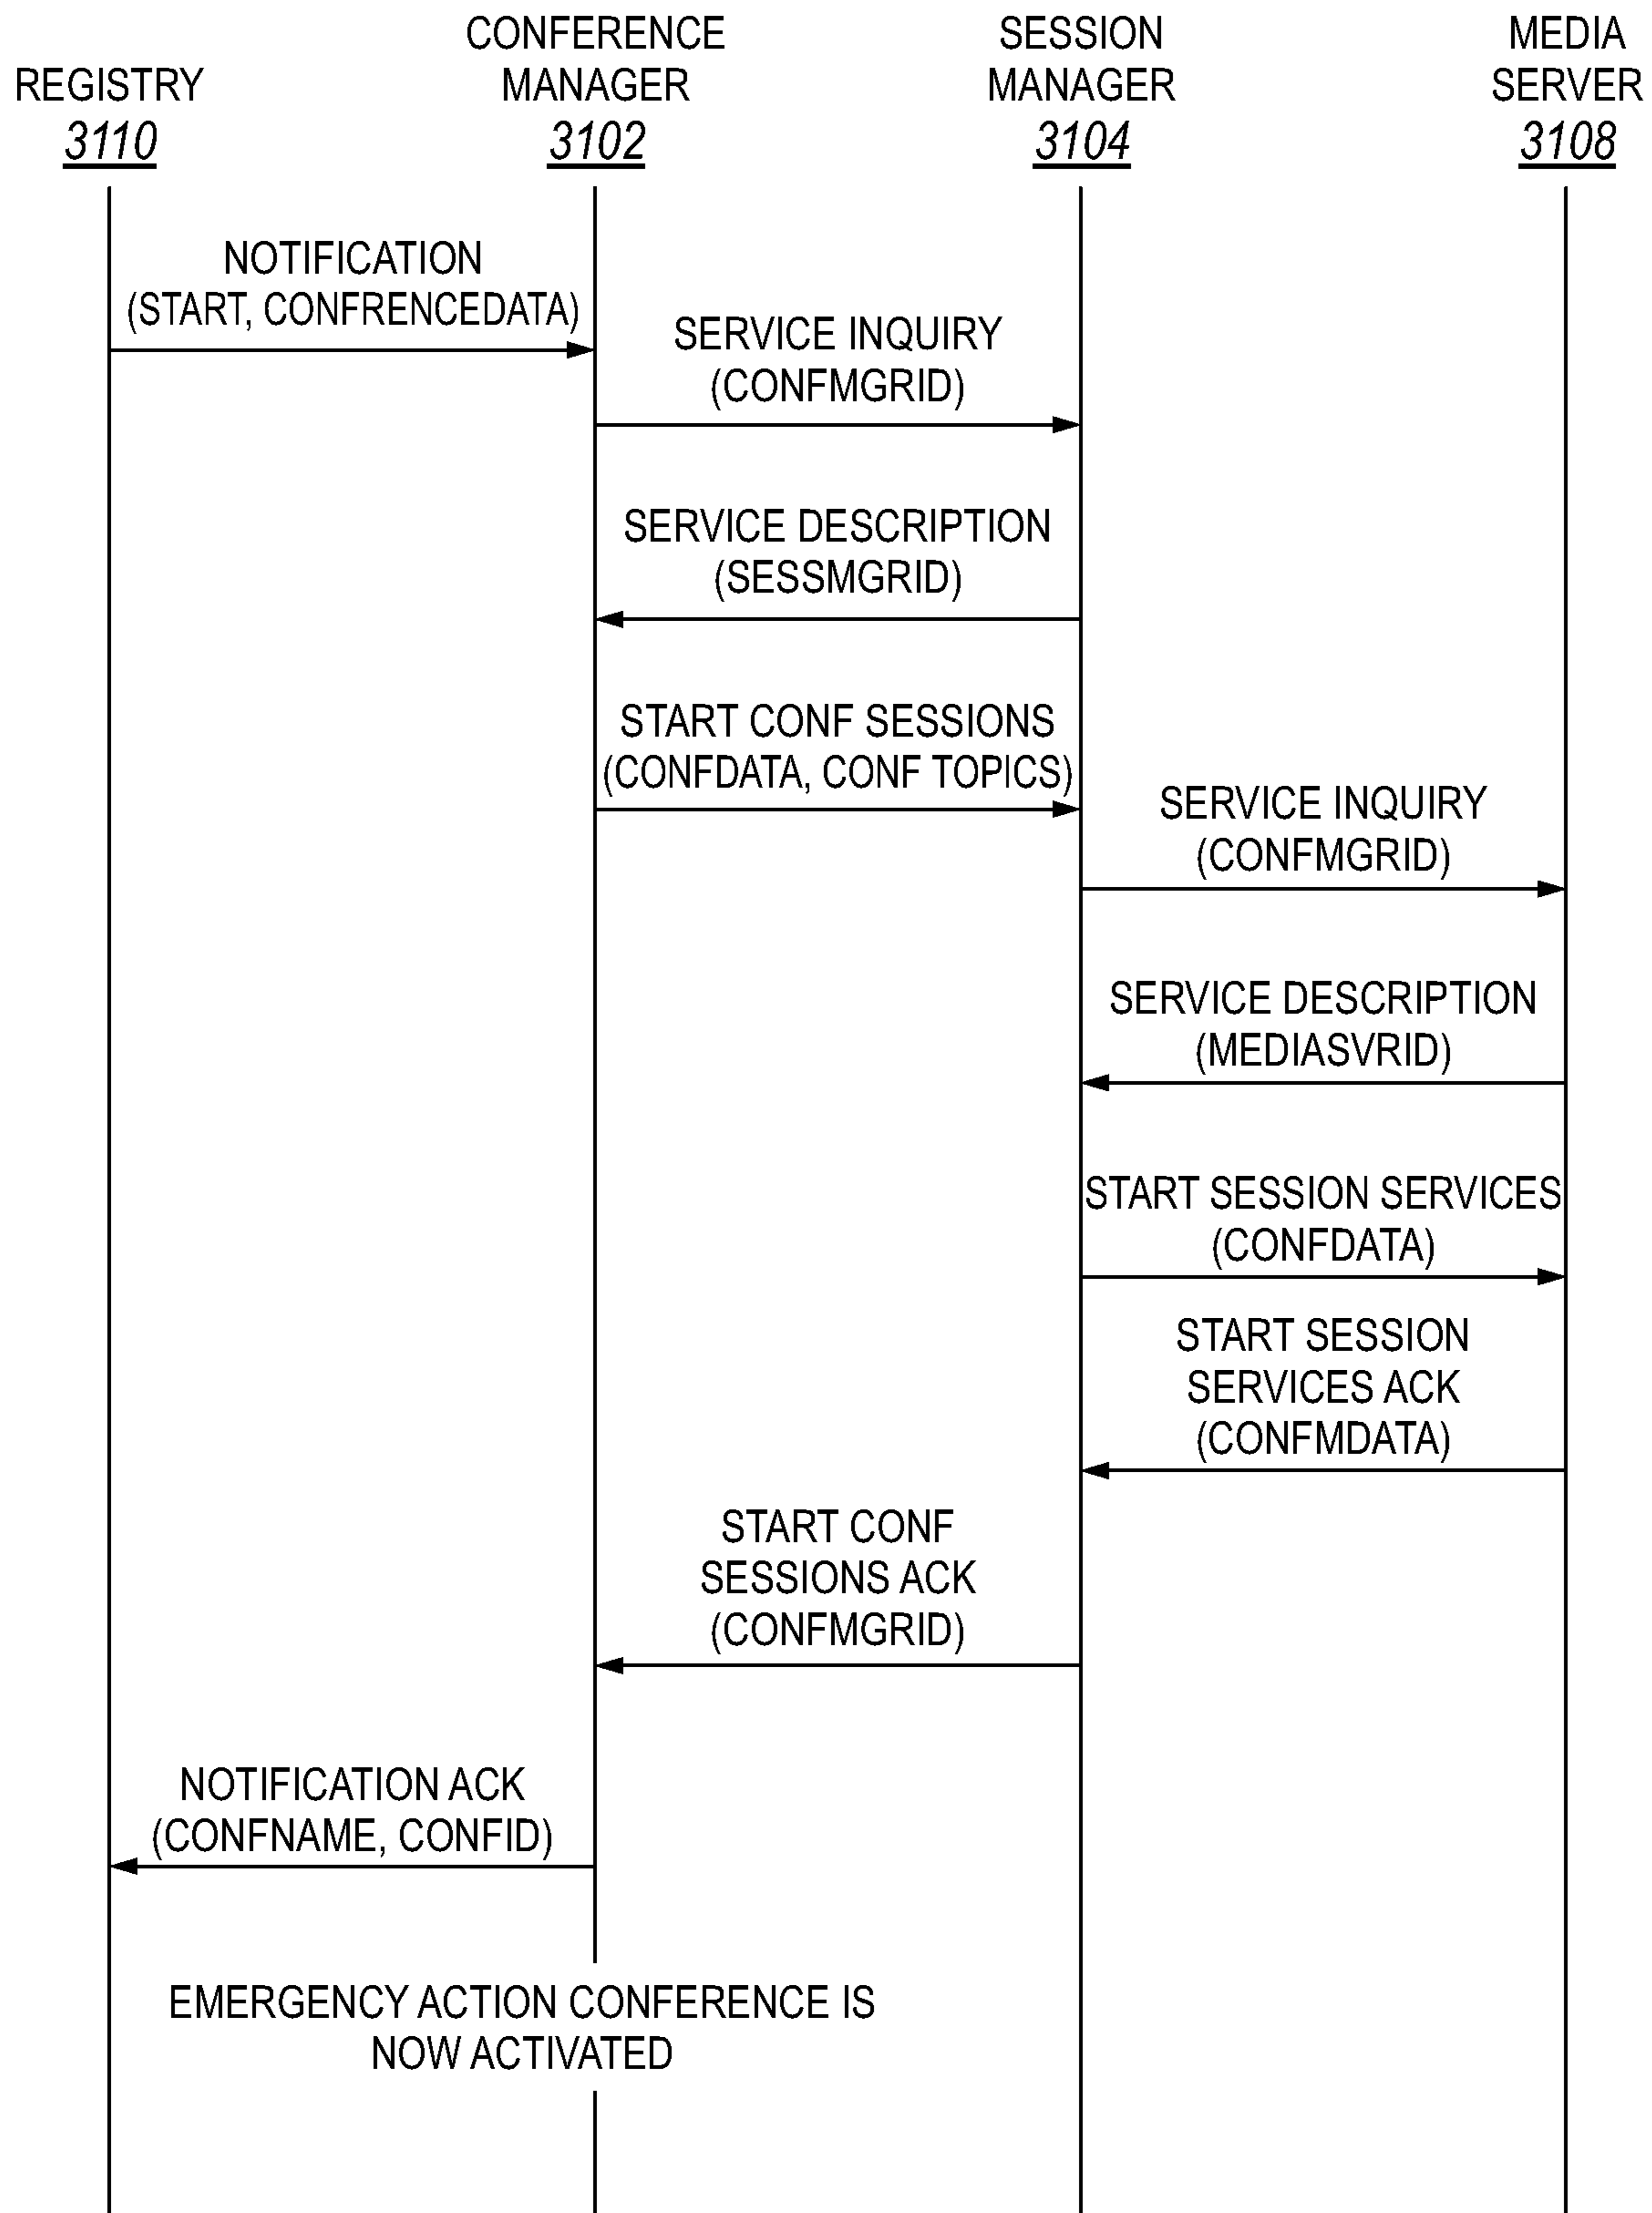 REGISTRY
3110
CONFERENCE
MANAGER
3102
SESSION
MANAGER
3104
MEDIA
SERVER
3108
NOTIFICATION
(START, CONFRENCEDATA)
SERVICE INQUIRY
(CONFMGRID)
SERVICE DESCRIPTION
(SESSMGRID)
START CONF SESSIONS
(CONFDATA, CONF TOPICS)
SERVICE INQUIRY
(CONFMGRID)
SERVICE DESCRIPTION
(MEDIASVRID)
START SESSION SERVICES
(CONFDATA)
START SESSION
SERVICES ACK
(CONFMDATA)
START CONF
SESSIONS ACK
(CONFMGRID)
NOTIFICATION ACK
(CONFNAME, CONFID)
EMERGENCY ACTION CONFERENCE IS
NOW ACTIVATED